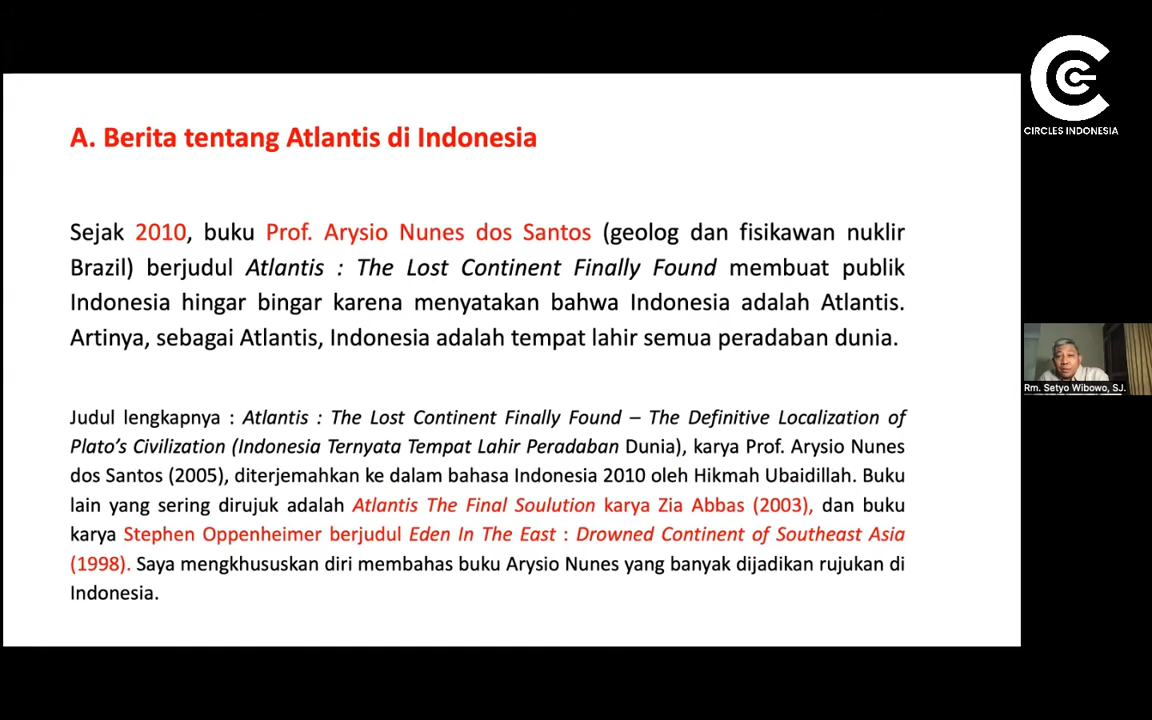 A. Berita tentang Atlantis di Indonesia
Sejak 2010, buku Prof. Arysio Nunes dos Santos (geolog dan fisikawan nuklir
Brazil) berjudul Atlantis : The Lost Continent Finally Found membuat publik
Indonesia hingar bingar karena menyatakan bahwa Indonesia adalah Atlantis.
Artinya, sebagai Atlantis, Indonesia adalah tempat lahir semua peradaban dunia.
Judul lengkapnya : Atlantis : The Lost Continent Finally Found – The Definitive Localization of
Plato's Civilization (Indonesia Ternyata Tempat Lahir Peradaban Dunia), karya Prof. Arysio Nunes
dos Santos (2005), diterjemahkan ke dalam bahasa Indonesia 2010 oleh Hikmah Ubaidillah. Buku
lain yang sering dirujuk adalah Atlantis The Final Soulution karya Zia Abbas (2003), dan buku
karya Stephen Oppenheimer berjudul Eden In The East : Drowned Continent of Southeast Asia
(1998). Saya mengkhususkan diri membahas buku Arysio Nunes yang banyak dijadikan rujukan di
Indonesia.
CIRCLES INDONESIA
Rm. Setyo Wibowo, SJ.